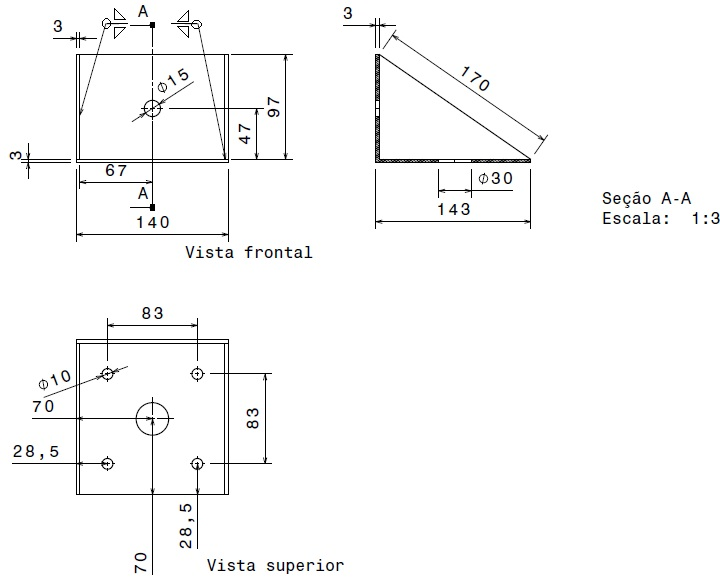 A
3
3
Φ15
170
97
47
3
67
A
Φ30
140
143
Seção A-A
Escala: 1:3
Vista frontal
83
Φ10
70
83
28,5
28,5
70
Vista superior